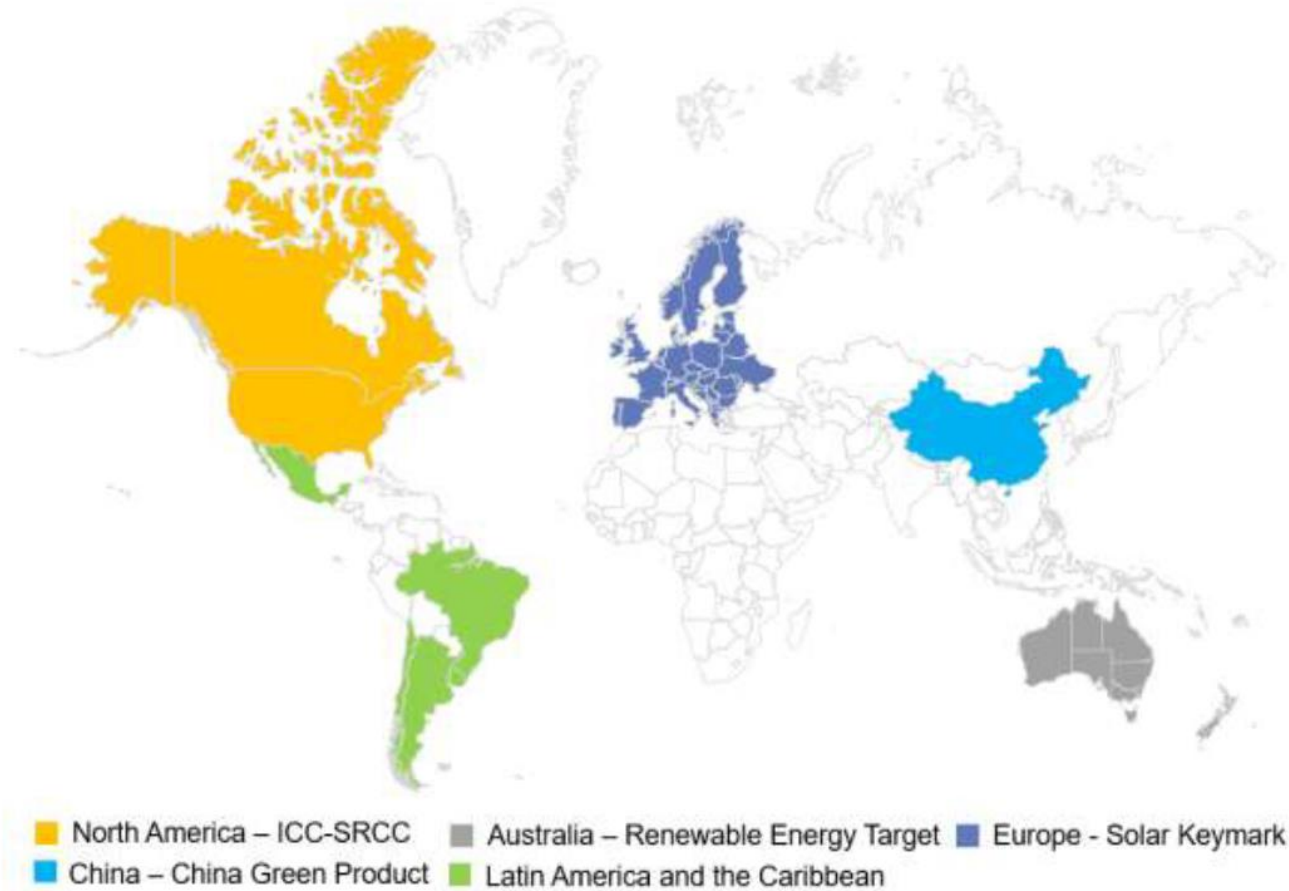 North America – ICC-SRCC Australia – Renewable Energy Target Europe - Solar Keymark
China – China Green Product Latin America and the Caribbean